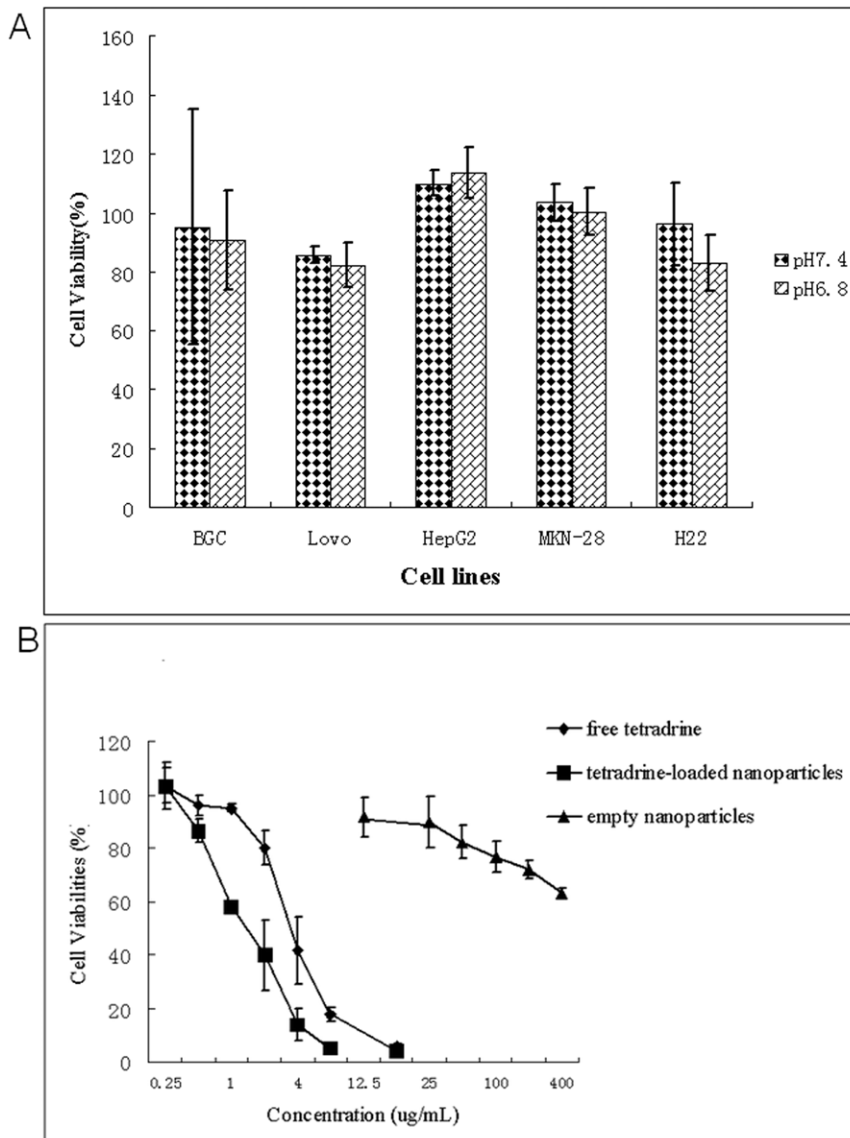 A
160
140
120
100
80
60
40
20
0
Cell Viability(%)
BGC Lovo HepG2 MKN-28 H22
Cell lines
pH7.4
pH6.8
B
free tetradrine
tetradrine-loaded nanoparticles
empty nanoparticles
120
100
80
60
40
20
0
Cell Viabilities (%)
0.25 1 4 12.5 25 100 400
Concentration (ug/mL)